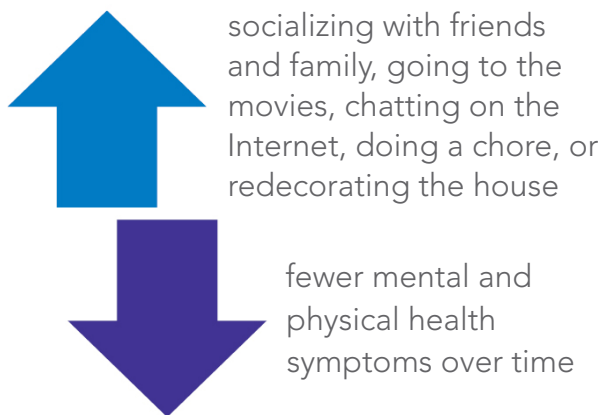 socializing with friends
and family, going to the
movies, chatting on the
Internet, doing a chore, or
redecorating the house
fewer mental and
physical health
symptoms over time